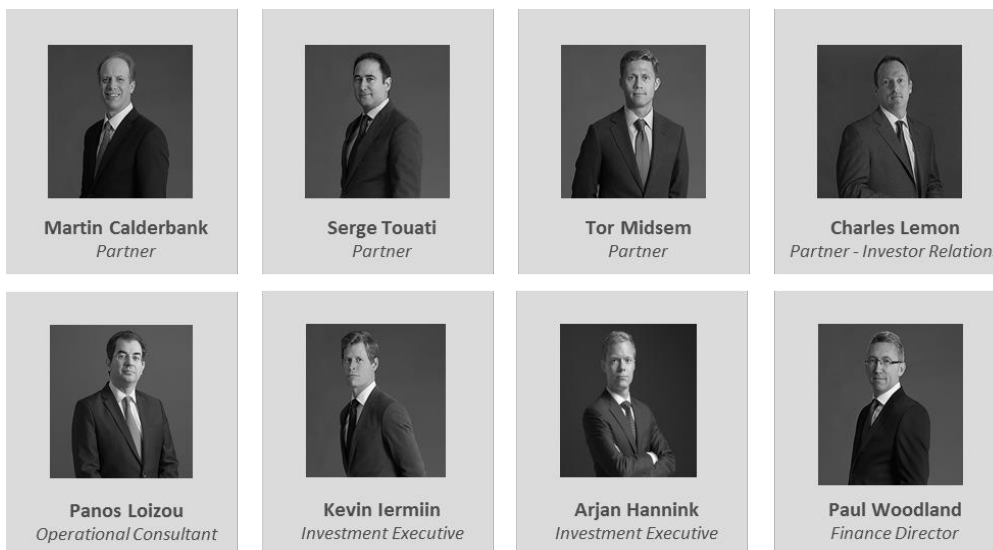 Martin Calderbank
Partner
Serge Touati
Partner
Tor Midsem
Partner
Charles Lemon
Partner - Investor Relation
Panos Loizou
Operational Consultant
Kevin Iermiin
Investment Executive
Arjan Hannink
Investment Executive
Paul Woodland
Finance Director